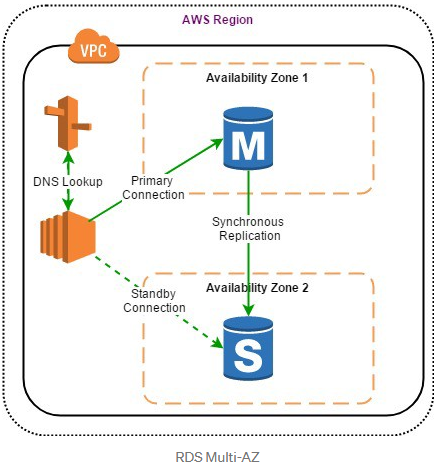 AWS Region
VPC
Availability Zone 1
M
DNS Lookup
Primary
Connection
Synchronous
Replication
Standby
Connection
Availability Zone 2
S
RDS Multi-AZ